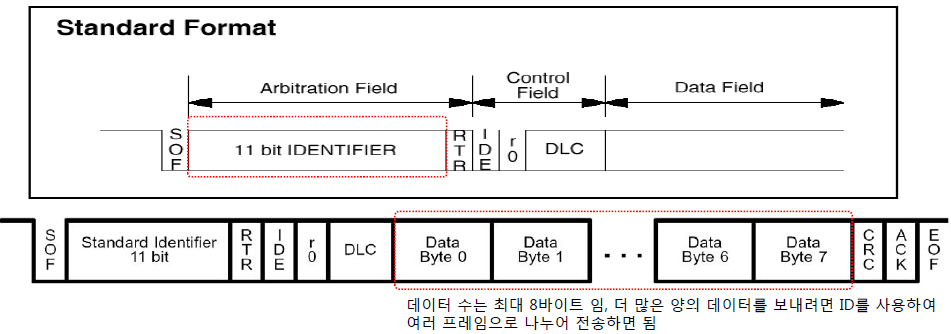 Standard Format
Arbitration Field
Control
Field
Data Field
SOF
11 bit IDENTIFIER
RTR
IDE
r0
DLC
SOF
Standard Identifier
11 bit
RTR
IDE
r0
DLC
Data
Byte 0
Data
Byte 1
...
Data
Byte 6
Data
Byte 7
CRC
ACK
EOF
데이터 수는 최대 8바이트 임, 더 많은 양의 데이터를 보내려면 ID를 사용하여
여러 프레임으로 나누어 전송하면 됨